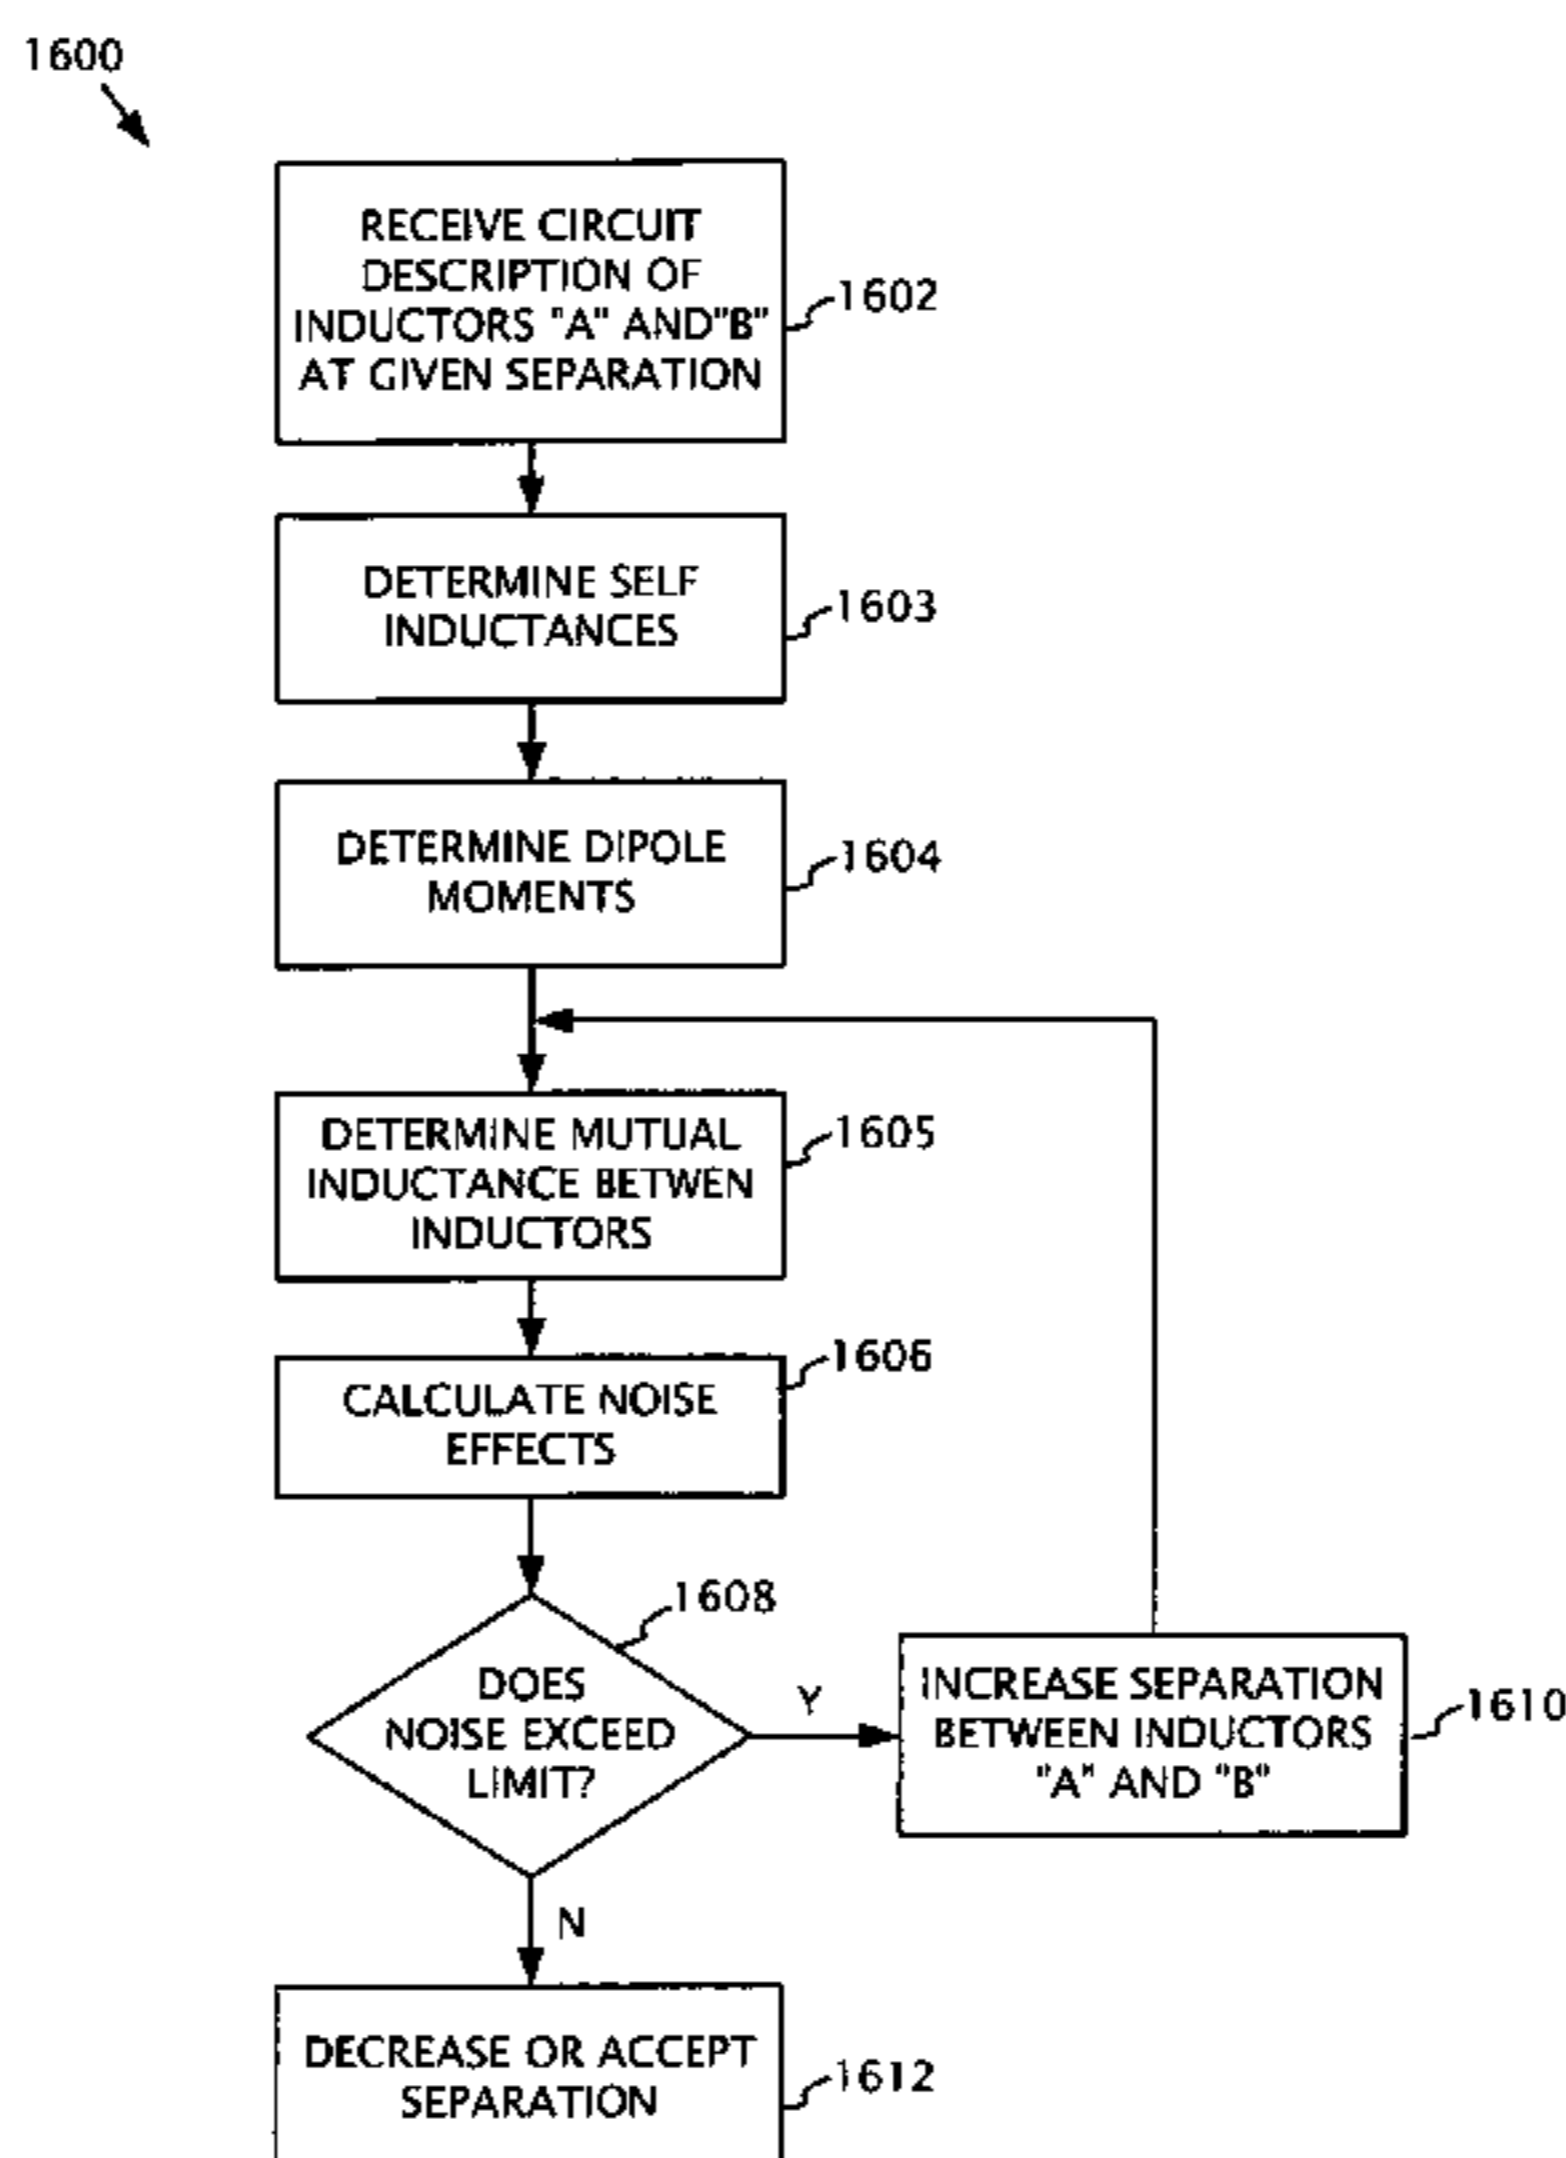 1600
RECEIVE CIRCUIT
DESCRIPTION OF
INDUCTORS "A" AND"B"
AT GIVEN SEPARATION
1602
DETERMINE SELF
INDUCTANCES
1603
DETERMINE DIPOLE
MOMENTS
1604
DETERMINE MUTUAL
INDUCTANCE BETWEN
INDUCTORS
1605
CALCULATE NOISE
EFFECTS
1606
DOES
NOISE EXCEED
LIMIT?
1608
Y
INCREASE SEPARATION
BETWEEN INDUCTORS
"A" AND "B"
1610
N
DECREASE OR ACCEPT
SEPARATION
1612